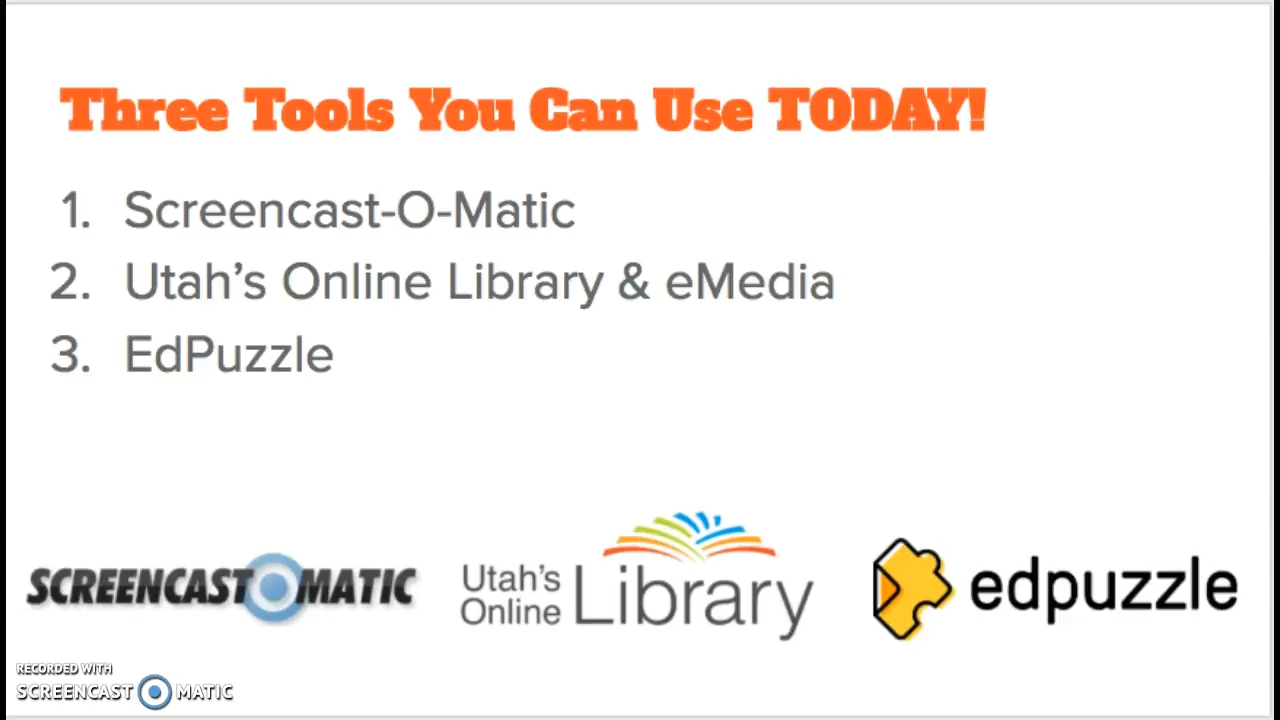 Three Tools You Can Use TODAY!
1. Screencast-O-Matic
2. Utah’s Online Library & eMedia
3. EdPuzzle
SCREENCAST O MATIC
Utah's Online Library
edpuzzle
RECORDED WITH
SCREENCAST O MATIC